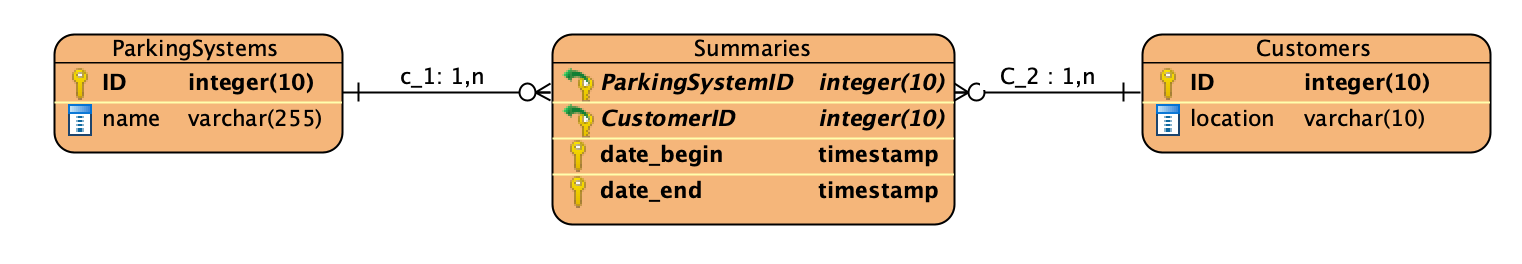 ParkingSystems
ID integer(10)
name varchar(255)
c_1: 1,n
Summaries
ParkingSystemID integer(10)
CustomerID integer(10)
date_begin timestamp
date_end timestamp
C_2 : 1,n
Customers
ID integer(10)
location varchar(10)